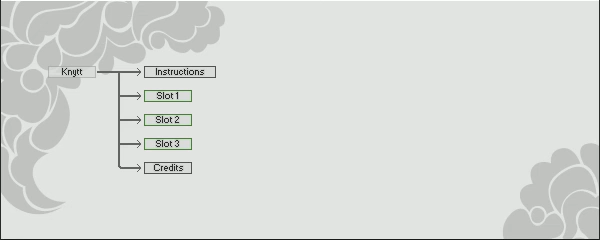 Knytt
Instructions
Slot 1
Slot 2
Slot 3
Credits